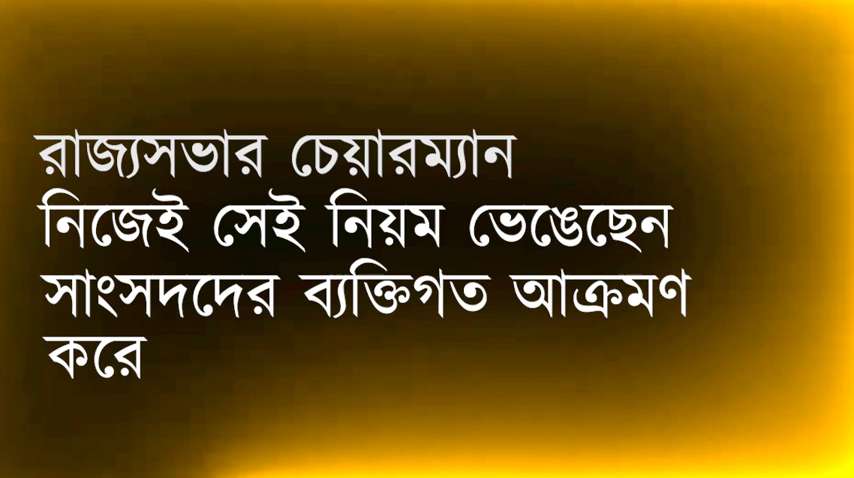 রাজ্যসভার চেয়ারম্যান
নিজেই সেই নিয়ম ভেঙেছেন
সাংসদদের ব্যক্তিগত আক্রমণ
করে